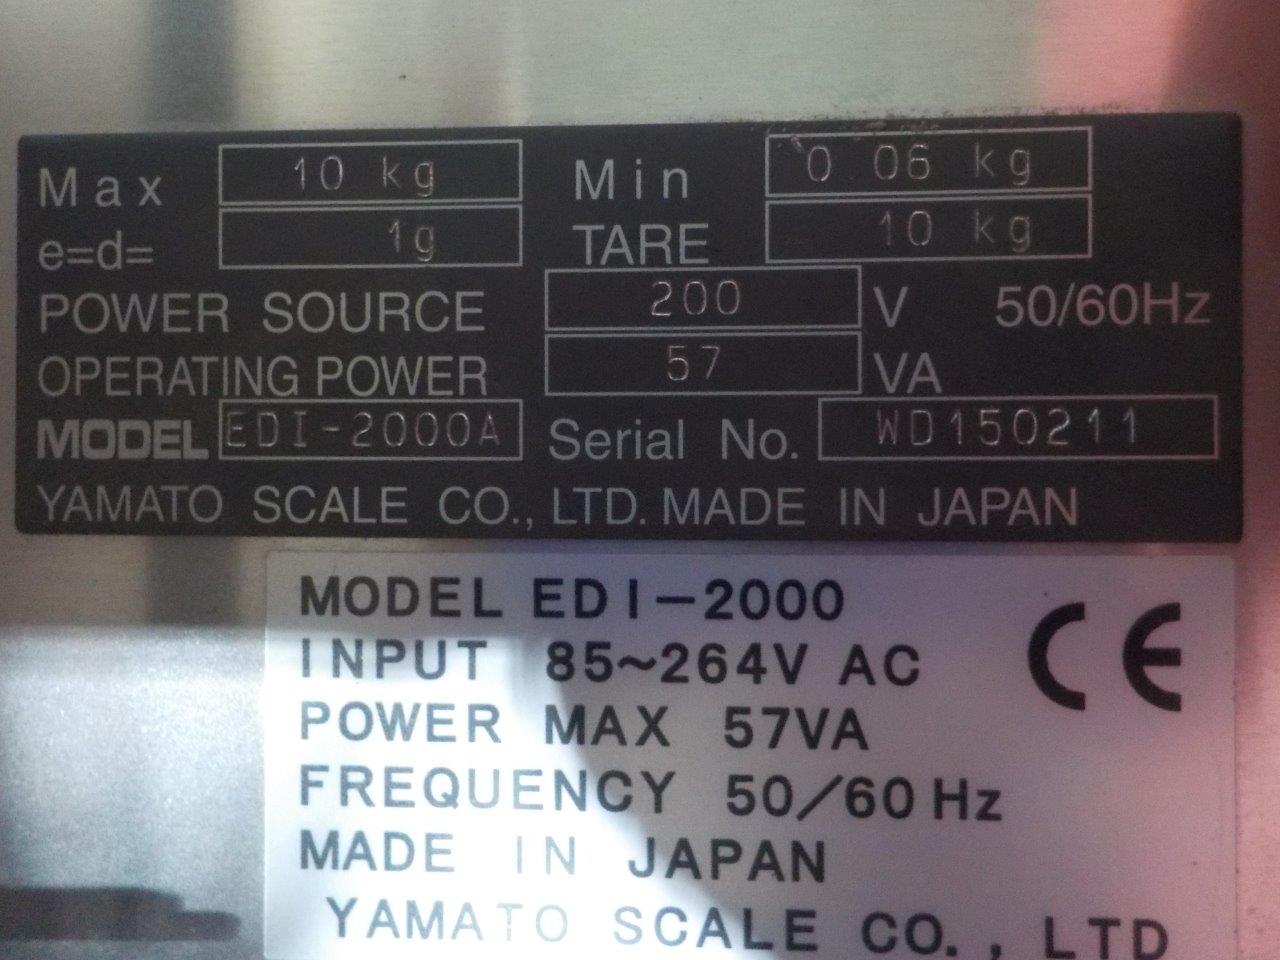 Max 10 kg Min 0.06 kg
e=d= 1g TARE 10 kg
POWER SOURCE 200 V 50/60Hz
OPERATING POWER 57 VA
MODEL EDI-2000A Serial No. WD150211
YAMATO SCALE CO., LTD. MADE IN JAPAN
MODEL EDI-2000
INPUT 85~264V AC CE
POWER MAX 57VA
FREQUENCY 50/60Hz
MADE IN JAPAN
YAMATO SCALE CO., LTD